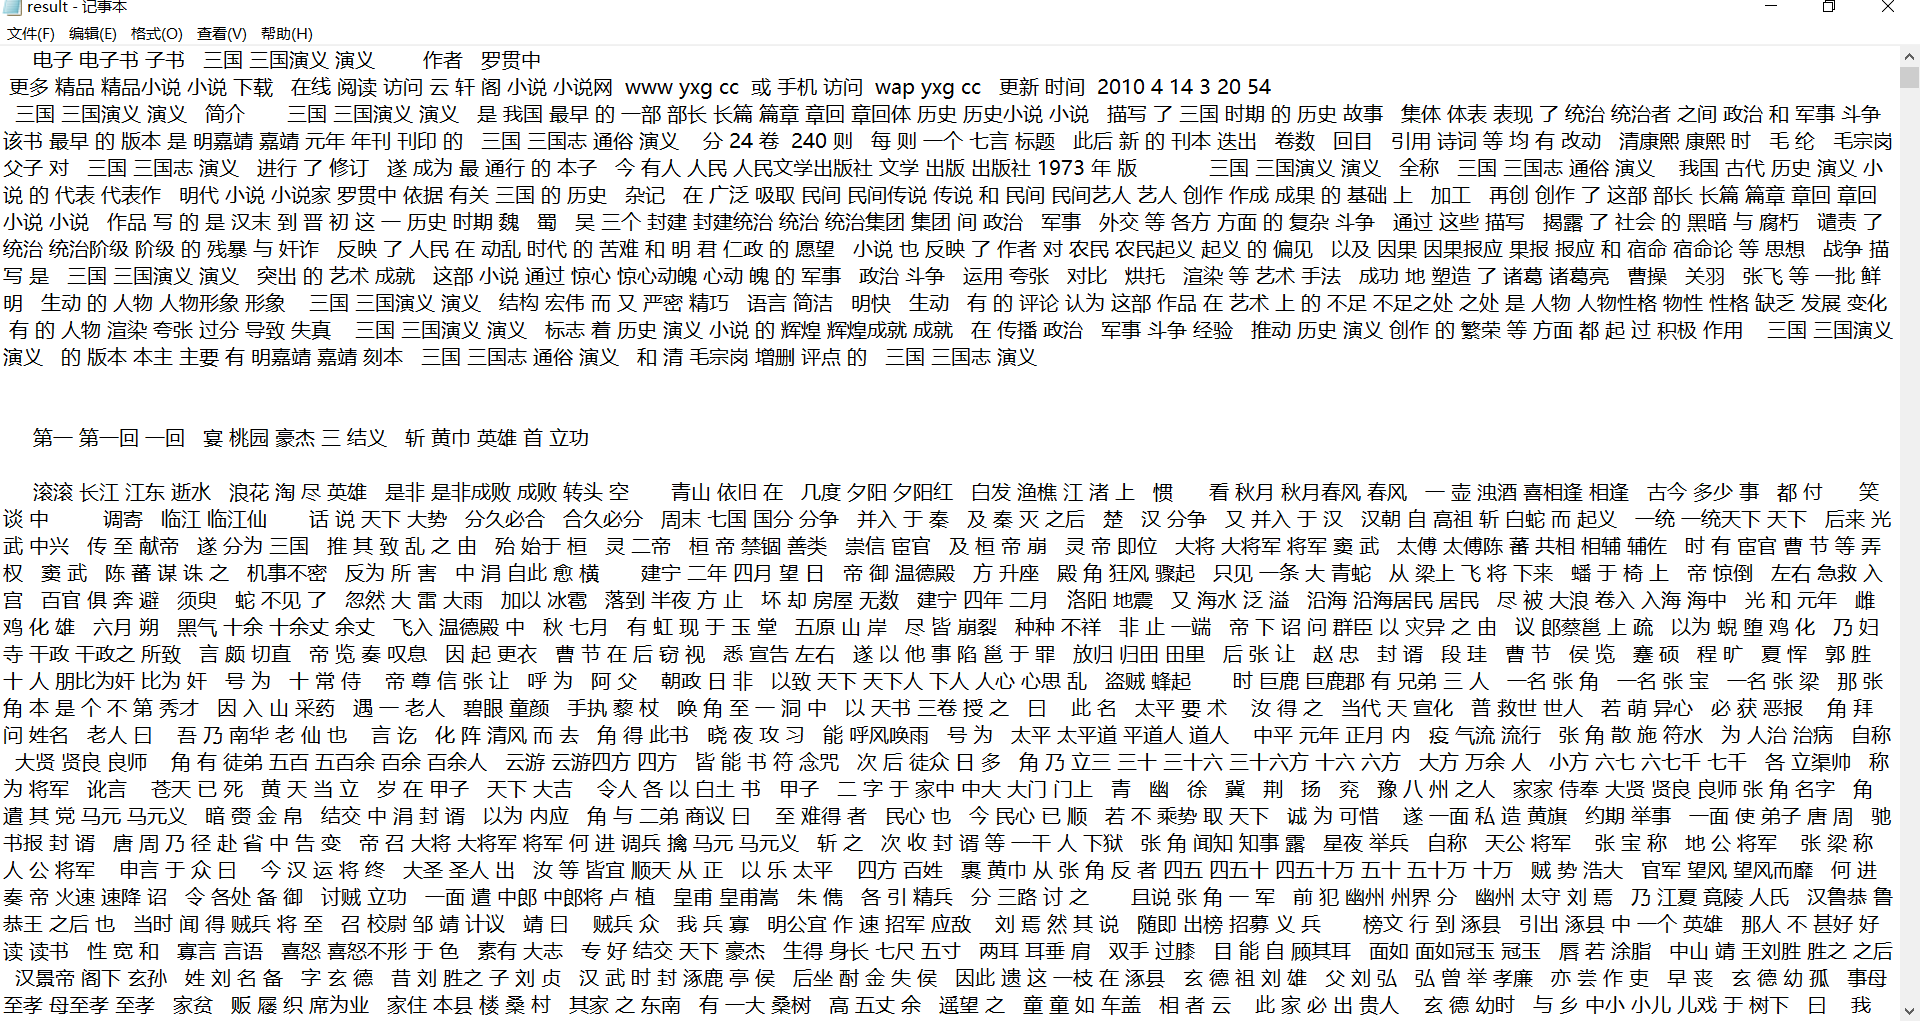 result - 记事本
文件(F) 编辑(E) 格式(O) 查看(V) 帮助(H)
电子 电子书 子书 三国 三国演义 演义 作者 罗贯中
更多 精品 精品小说 小说 下载 在线 阅读 访问 云 轩 阁 小说 小说网 www yxg cc 或 手机 访问 wap yxg cc 更新 时间 2010 4 14 3 20 54
三国 三国演义 演义 简介 三国 三国演义 演义 是 我国 最早 的 一部 部长 长篇 篇章 章回 章回体 历史 历史小说 小说 描写 了 三国 时期 的 历史 故事 集体 体表 表现 了 统治 统治者 之间 政治 和 军事 斗争
该书 最早 的 版本 是 明嘉靖 嘉靖 元年 年刊 刊印 的 三国 三国志 通俗 演义 分 24 卷 240 则 每 则 一个 七言 标题 此后 新 的 刊本 迭出 卷数 回目 引用 诗词 等 均 有 改动 清康熙 康熙 时 毛 纶 毛宗岗
父子 对 三国 三国志 演义 进行 了 修订 遂 成为 最 通行 的 本子 今 有人 人民 人民文学出版社 文学 出版 出版社 1973 年 版 三国 三国演义 演义 全称 三国 三国志 通俗 演义 我国 古代 历史 演义 小
说 的 代表 代表作 明代 小说 小说家 罗贯中 依据 有关 三国 的 历史 杂记 在 广泛 吸取 民间 民间传说 传说 和 民间 民间艺人 艺人 创作 作成 成果 的 基础 上 加工 再创 创作 了 这部 部长 长篇 篇章 章回 章回
小说 小说 作品 写 的 是 汉末 到 晋 初 这 一 历史 时期 魏 蜀 吴 三个 封建 封建统治 统治 统治集团 集团 间 政治 军事 外交 等 各方 方面 的 复杂 斗争 通过 这些 描写 揭露 了 社会 的 黑暗 与 腐朽 谴责 了
统治 统治阶级 阶级 的 残暴 与 奸诈 反映 了 人民 在 动乱 时代 的 苦难 和 明 君 仁政 的 愿望 小说 也 反映 了 作者 对 农民 农民起义 起义 的 偏见 以及 因果 因果报应 果报 报应 和 宿命 宿命论 等 思想 战争 描
写 是 三国 三国演义 演义 突出 的 艺术 成就 这部 小说 通过 惊心 惊心动魄 心动 魄 的 军事 政治 斗争 运用 夸张 对比 烘托 渲染 等 艺术 手法 成功 地 塑造 了 诸葛 诸葛亮 曹操 关羽 张飞 等 一批 鲜
明 生动 的 人物 人物形象 形象 三国 三国演义 演义 结构 宏伟 而 又 严密 精巧 语言 简洁 明快 生动 有 的 评论 认为 这部 作品 在 艺术 上 的 不足 不足之处 之处 是 人物 人物性格 物性 性格 缺乏 发展 变化
有 的 人物 渲染 夸张 过分 导致 失真 三国 三国演义 演义 标志 着 历史 演义 小说 的 辉煌 辉煌成就 成就 在 传播 政治 军事 斗争 经验 推动 历史 演义 创作 的 繁荣 等 方面 都 起 过 积极 作用 三国 三国演义
演义 的 版本 本主 主要 有 明嘉靖 嘉靖 刻本 三国 三国志 通俗 演义 和 清 毛宗岗 增删 评点 的 三国 三国志 演义
第一 第一回 一回 宴 桃园 豪杰 三 结义 斩 黄巾 英雄 首 立功
滚滚 长江 江东 逝水 浪花 淘 尽 英雄 是非 是非成败 成败 转头 空 青山 依旧 在 几度 夕阳 夕阳红 白发 渔樵 江 渚 上 惯 看 秋月 秋月春风 春风 一 壶 浊酒 喜相逢 相逢 古今 多少 事 都 付 笑
谈 中 调寄 临江 临江仙 话 说 天下 大势 分久必合 合久必分 周末 七国 国分 分争 并入 于 秦 及 秦 灭 之后 楚 汉 分争 又 并入 于 汉 汉朝 自 高祖 斩 白蛇 而 起义 一统 一统天下 天下 后来 光
武 中兴 传 至 献帝 遂 分为 三国 推 其 致 乱 之 由 殆 始于 桓 灵 二帝 桓 帝 禁锢 善类 崇信 宦官 及 桓 帝 崩 灵 帝 即位 大将 大将军 将军 窦 武 太傅 太傅陈 蕃 共相 相辅 辅佐 时 有 宦官 曹 节 等 弄
权 窦 武 陈 蕃 谋 诛 之 机事不密 反为 所 害 中 涓 自此 愈 横 建宁 二年 四月 望 日 帝 御 温德殿 方 升座 殿 角 狂风 骤起 只见 一条 大 青蛇 从 梁上 飞 将 下来 蟠 于 椅 上 帝 惊倒 左右 急救 入
宫 百官 俱 奔 避 须臾 蛇 不见 了 忽然 大 雷 大雨 加以 冰雹 落到 半夜 方 止 坏 却 房屋 无数 建宁 四年 二月 洛阳 地震 又 海水 泛 溢 沿海 沿海居民 居民 尽 被 大浪 卷入 入海 海中 光 和 元年 雌
鸡 化 雄 六月 朔 黑气 十余 十余丈 余丈 飞入 温德殿 中 秋 七月 有 虹 现 于 玉 堂 五原 山 岸 尽 皆 崩裂 种种 不祥 非 止 一端 帝 下 诏 问 群臣 以 灾异 之 由 议 郎蔡邕 上 疏 以为 蜺 堕 鸡 化 乃 妇
寺 干政 干政之 所致 言 颇 切直 帝 览 奏 叹息 因 起 更衣 曹 节 在 后 窃 视 悉 宣告 左右 遂 以 他 事 陷 邕 于 罪 放归 归田 田里 后 张 让 赵 忠 封 谞 段 珪 曹 节 侯 览 蹇 硕 程 旷 夏 恽 郭 胜
十 人 朋比为奸 比为 奸 号 为 十 常 侍 帝 尊 信 张 让 呼 为 阿 父 朝政 日 非 以致 天下 天下人 下人 人心 心思 乱 盗贼 蜂起 时 巨鹿 巨鹿郡 有 兄弟 三 人 一名 张 角 一名 张 宝 一名 张 梁 那 张
角 本 是 个 不 第 秀才 因 入 山 采药 遇 一 老人 碧眼 童颜 手执 藜 杖 唤 角 至 一 洞 中 以 天书 三卷 授 之 曰 此 名 太平 要 术 汝 得 之 当代 天 宣化 普 救世 世人 若 萌 异心 必 获 恶报 角 拜
问 姓名 老人 曰 吾 乃 南华 老 仙 也 言 讫 化 阵 清风 而 去 角 得 此书 晓 夜 攻 习 能 呼风唤雨 号 为 太平 太平道 平道人 道人 中平 元年 正月 内 疫 气流 流行 张 角 散 施 符水 为 人治 治病 自称
大贤 贤良 良师 角 有 徒弟 五百 五百余 百余 百余人 云游 云游四方 四方 皆 能 书 符 念咒 次 后 徒众 日 多 角 乃 立三 三十 三十六 三十六方 十六 六方 大方 万余 人 小方 六七 六七千 七千 各 立渠帅 称
为 将军 讹言 苍天 已 死 黄 天 当 立 岁 在 甲子 天下 大吉 令人 各 以 白土 书 甲子 二 字 于 家中 中大 大门 门上 青 幽 徐 冀 荆 扬 兖 豫 八 州 之人 家家 侍奉 大贤 贤良 良师 张 角 名字 角
遣 其 党 马元 马元义 暗 赍 金 帛 结交 中 涓 封 谞 以为 内应 角 与 二弟 商议 曰 至 难得 者 民心 也 今 民心 已 顺 若 不 乘势 取 天下 诚 为 可惜 遂 一面 私 造 黄旗 约期 举事 一面 使 弟子 唐 周 驰
书报 封 谞 唐 周 乃 径 赴 省 中 告 变 帝 召 大将 大将军 将军 何 进 调兵 擒 马元 马元义 斩 之 次 收 封 谞 等 一干 人 下狱 张 角 闻知 知事 露 星夜 举兵 自称 天公 将军 张 宝 称 地 公 将军 张 梁 称
人 公 将军 申言 于 众 曰 今 汉 运 将 终 大圣 圣人 出 汝 等 皆宜 顺天 从 正 以 乐 太平 四方 百姓 裹 黄巾 从 张 角 反 者 四五 四五十 四五十万 五十 五十万 十万 贼 势 浩大 官军 望风 望风而靡 何 进
奏 帝 火速 速降 诏 令 各处 备 御 讨贼 立功 一面 遣 中郎 中郎将 卢 植 皇甫 皇甫嵩 朱 儁 各 引 精兵 分 三路 讨 之 且说 张 角 一 军 前 犯 幽州 州界 分 幽州 太守 刘 焉 乃 江夏 竟陵 人氏 汉鲁恭 鲁
恭王 之后 也 当时 闻 得 贼兵 将 至 召 校尉 邹 靖 计议 靖 曰 贼兵 众 我 兵 寡 明公宜 作 速 招军 应敌 刘 焉 然 其 说 随即 出榜 招募 义 兵 榜文 行 到 涿县 引出 涿县 中 一个 英雄 那人 不 甚好 好
读 读书 性 宽 和 寡言 言语 喜怒 喜怒不形 于 色 素有 大志 专 好 结交 天下 豪杰 生得 身长 七尺 五寸 两耳 耳垂 肩 双手 过膝 目 能 自 顾其耳 面如 面如冠玉 冠玉 唇 若 涂脂 中山 靖 王刘胜 胜之 之后
汉景帝 阁下 玄孙 姓 刘 名 备 字 玄 德 昔 刘 胜之 子 刘 贞 汉 武 时 封 涿鹿 亭 侯 后坐 酎 金 失 侯 因此 遗 这 一枝 在 涿县 玄 德 祖 刘 雄 父 刘 弘 弘 曾 举 孝廉 亦 尝 作 吏 早 丧 玄 德 幼 孤 事母
至孝 母至孝 至孝 家贫 贩 屦 织 席为业 家住 本县 楼 桑 村 其家 之 东南 有 一大 桑树 高 五丈 余 遥望 之 童 童 如 车盖 相 者 云 此 家 必 出 贵人 玄 德 幼时 与 乡 中小 小儿 儿戏 于 树下 曰 我